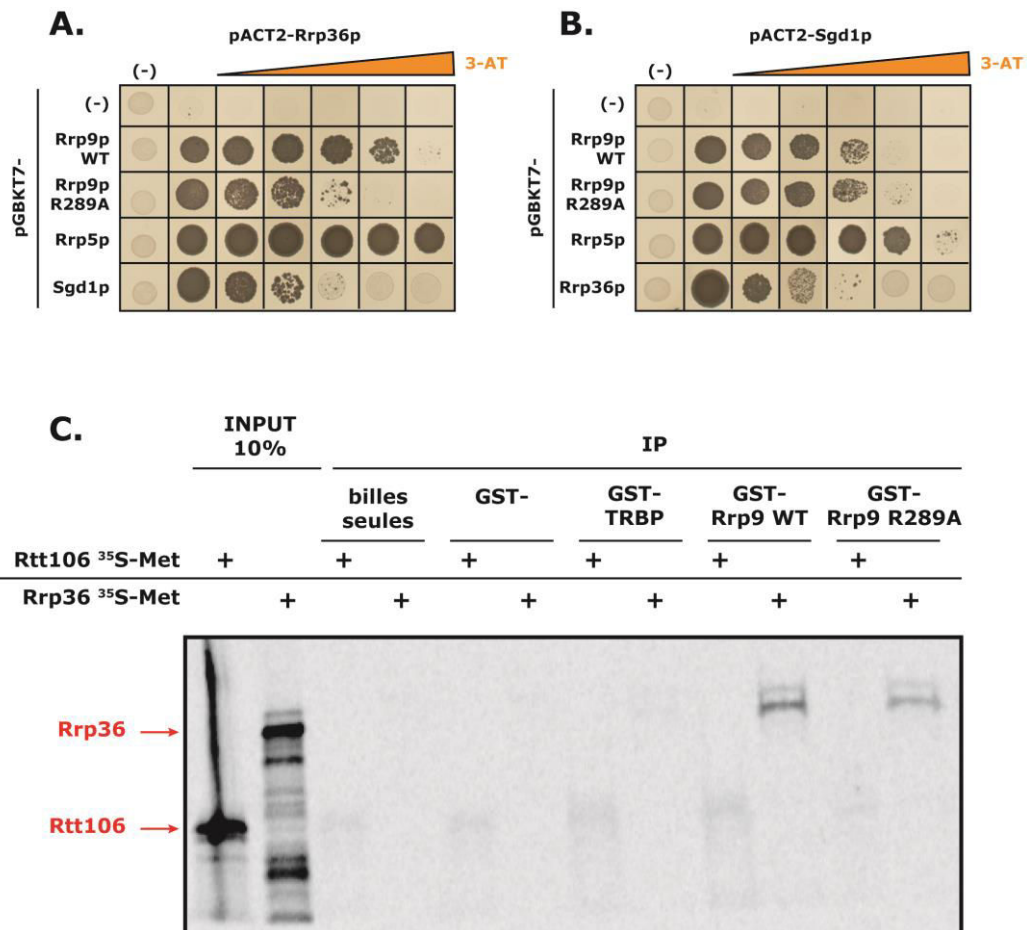 A.
pACT2-Rrp36p
(-)
3-AT
pGBKT7-
(-)
Rrp9p
WT
Rrp9p
R289A
Rrp5p
Sgd1p
B.
pACT2-Sgd1p
(-)
3-AT
pGBKT7-
(-)
Rrp9p
WT
Rrp9p
R289A
Rrp5p
Rrp36p
C.
INPUT
10%
IP
billes
seules
GST-
GST-
TRBP
GST-
Rrp9 WT
GST-
Rrp9 R289A
Rtt106 ³⁵S-Met + + + + + +
Rrp36 ³⁵S-Met + + + + + +
Rrp36
Rtt106